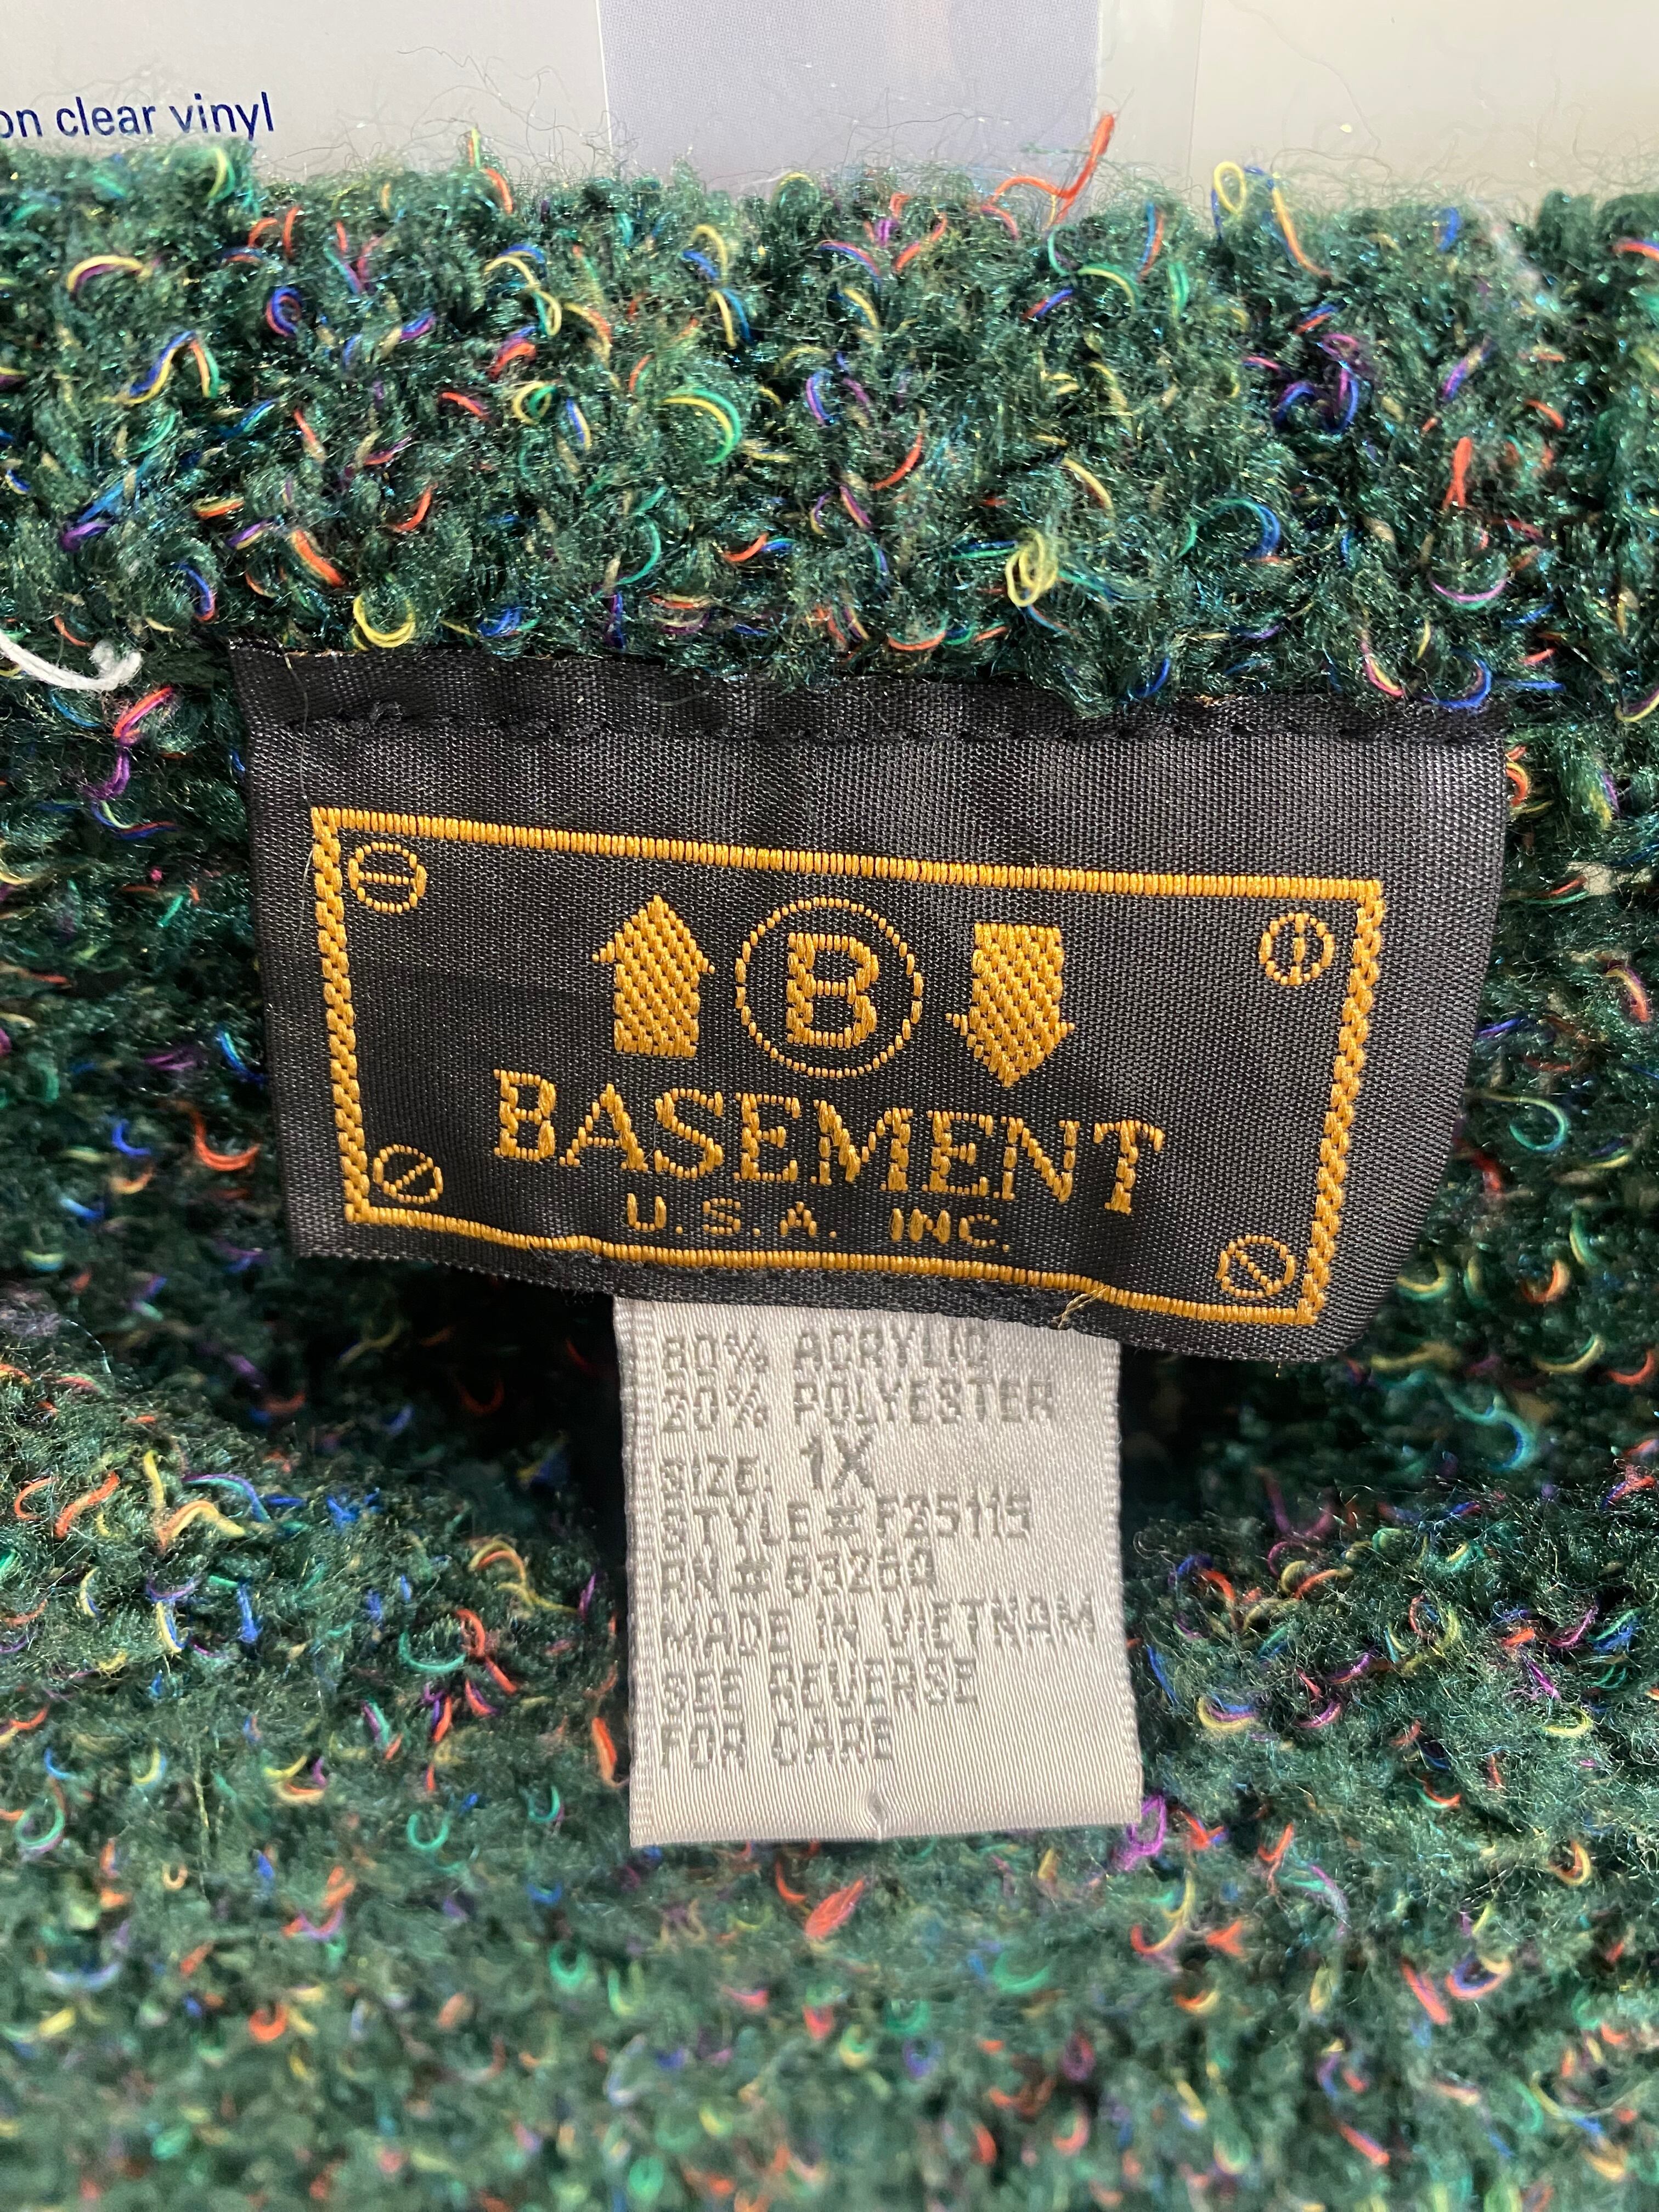 on clear vinyl
B
BASEMENT
U.S.A. INC.
80% ACRYLIC
20% POLYESTER
SIZE: 1X
STYLE # F25115
RN #
MADE IN VIETNAM
SEE REVERSE
FOR CARE